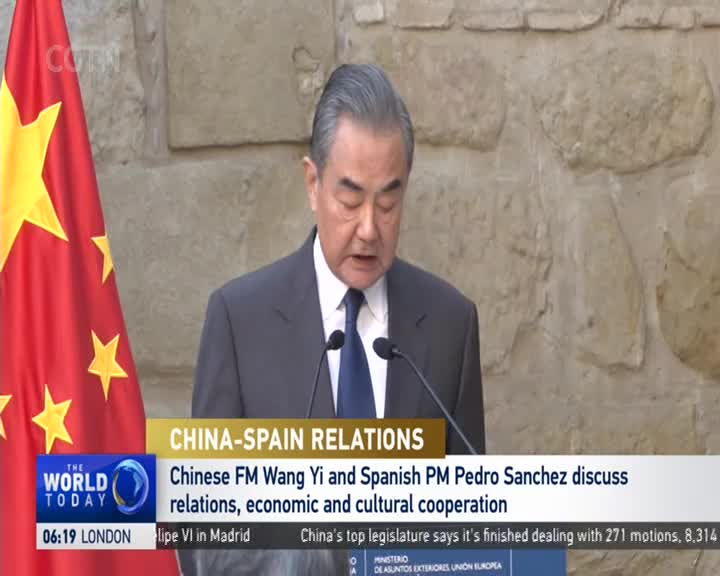 CGTN
CHINA-SPAIN RELATIONS
Chinese FM Wang Yi and Spanish PM Pedro Sanchez discuss
relations, economic and cultural cooperation
THE
WORLD
TODAY
06:19 LONDON
elipe VI in Madrid China's top legislature says it's finished dealing with 271 motions, 8,314
MINISTERIO
DE ASUNTOS EXTERIORES, UNIÓN EUROPEA